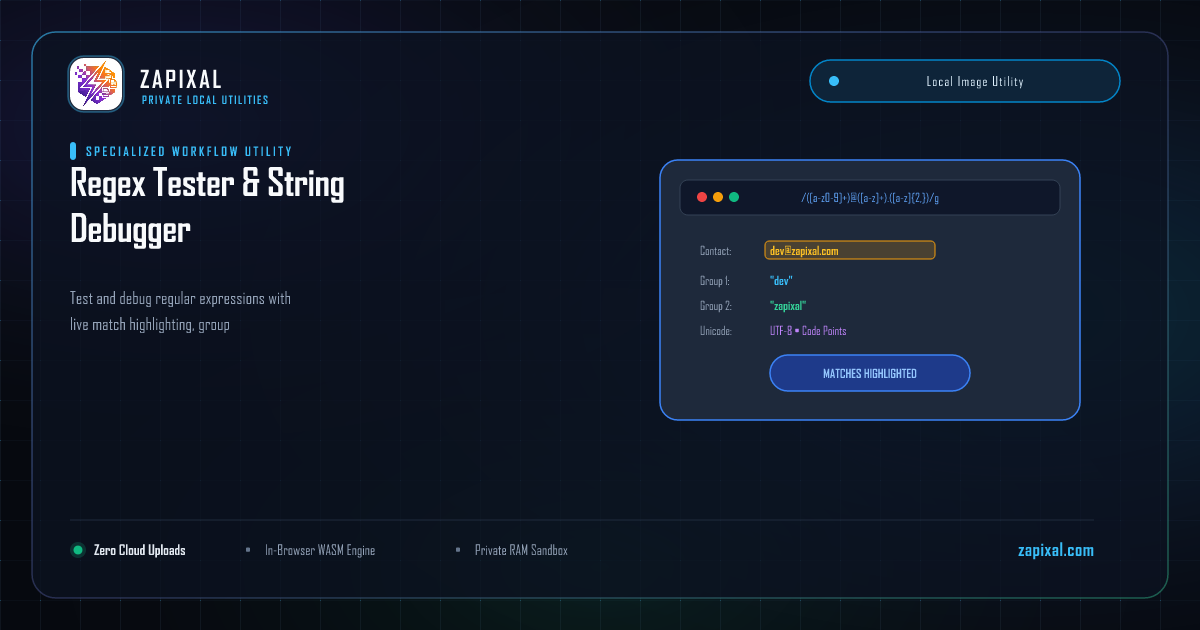 ZAPIXAL
PRIVATE LOCAL UTILITIES
Local Image Utility
SPECIALIZED WORKFLOW UTILITY
Regex Tester & String
Debugger
Test and debug regular expressions with
live match highlighting, group
/([a-z0-9]+)@([a-z]+).([a-z]{2,})/g
Contact: dev@zapixal.com
Group 1: "dev"
Group 2: "zapixal"
Unicode: UTF-8 • Code Points
MATCHES HIGHLIGHTED
Zero Cloud Uploads
In-Browser WASM Engine
Private RAM Sandbox
zapixal.com